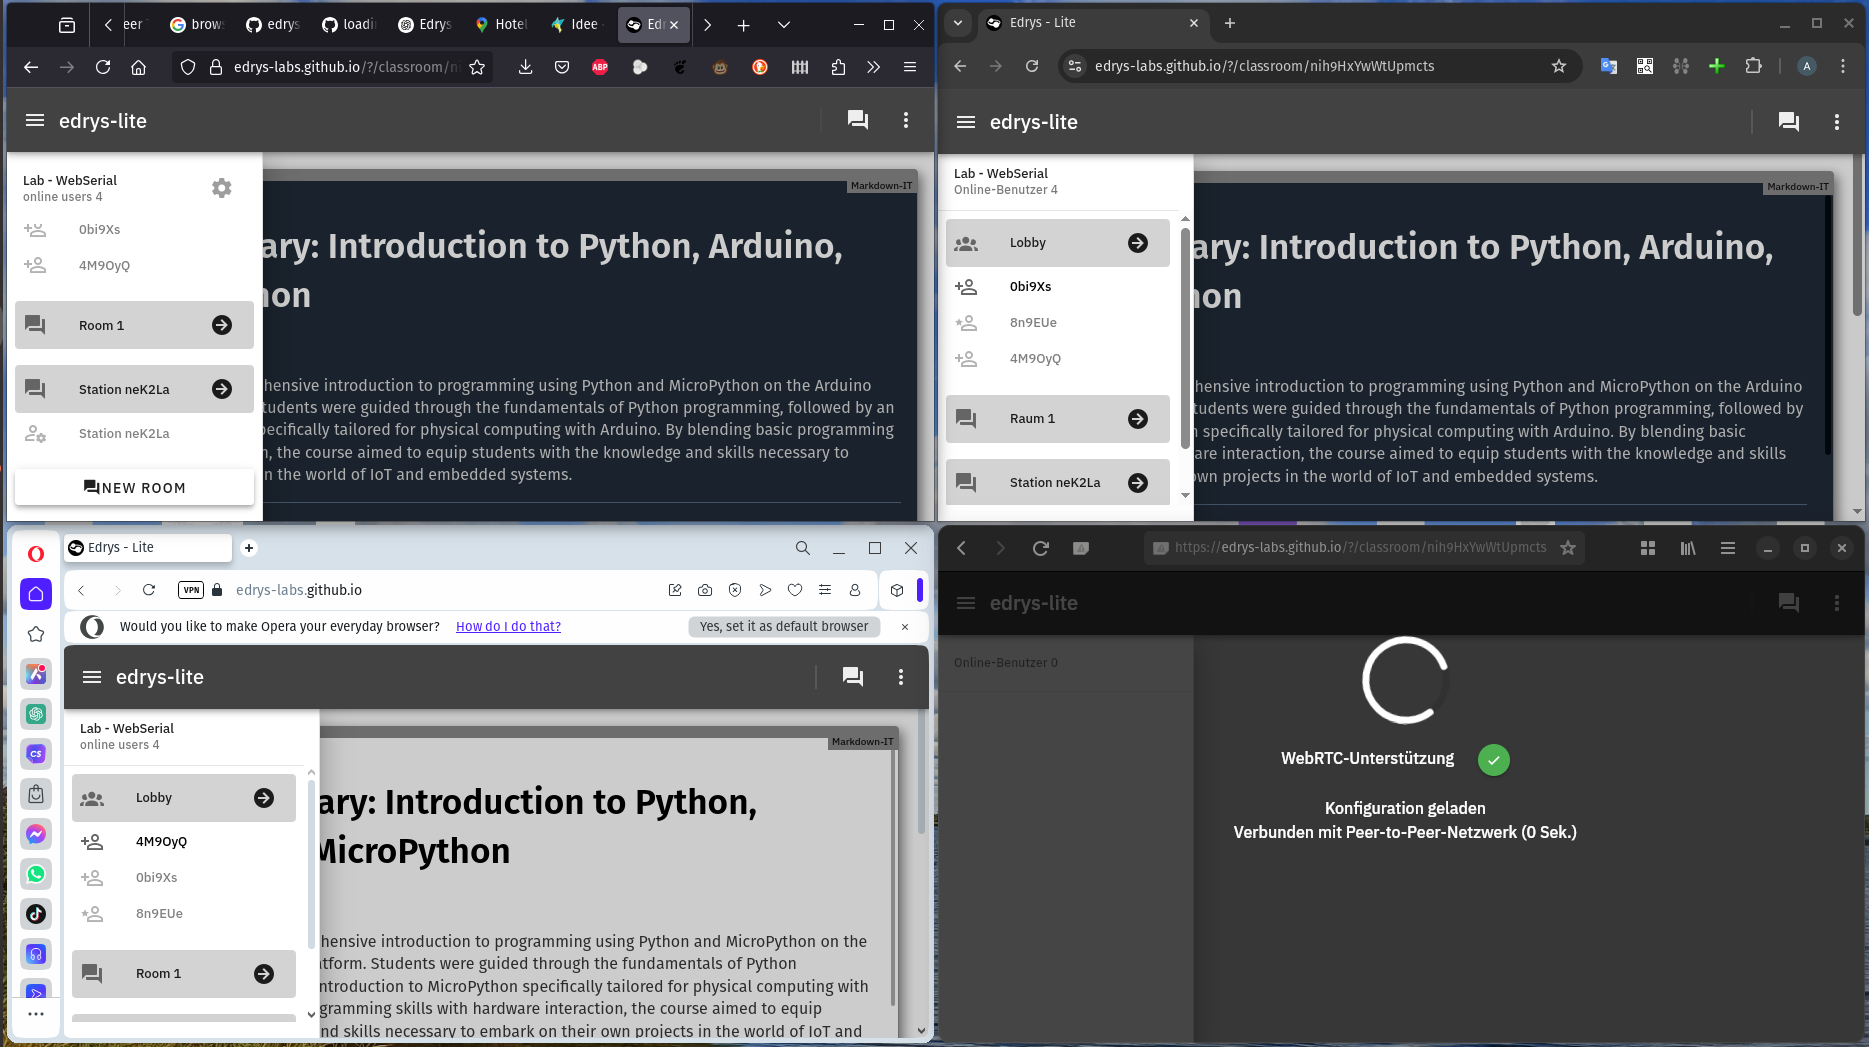 eer
brow
edrys
loadi
Edrys
Hotel
Idee
Ed
edrys-labs.github.io/?/classroom/ni
ABP
edrys-lite
Lab - WebSerial
online users 4
0bi9Xs
4M9OyQ
Room 1
Station neK2La
Station neK2La
NEW ROOM
Markdown-IT
ary: Introduction to Python, Arduino,
hon
hensive introduction to programming using Python and MicroPython on the Arduino
tudents were guided through the fundamentals of Python programming, followed by an
pecifically tailored for physical computing with Arduino. By blending basic programming
n, the course aimed to equip students with the knowledge and skills necessary to
n the world of IoT and embedded systems.
Edrys - Lite
edrys-labs.github.io/?/classroom/nih9HxYwWtUpmcts
A
edrys-lite
Lab - WebSerial
Online-Benutzer 4
Lobby
0bi9Xs
8n9EUe
4M9OyQ
Raum 1
Station neK2La
Markdown-IT
ary: Introduction to Python, Arduino,
hon
hensive introduction to programming using Python and MicroPython on the Arduino
tudents were guided through the fundamentals of Python programming, followed by
n specifically tailored for physical computing with Arduino. By blending basic
are interaction, the course aimed to equip students with the knowledge and skills
own projects in the world of IoT and embedded systems.
Edrys - Lite
VPN
edrys-labs.github.io
Would you like to make Opera your everyday browser?
How do I do that?
Yes, set it as default browser
CS
edrys-lite
Lab - WebSerial
online users 4
Lobby
4M9OyQ
0bi9Xs
8n9EUe
Room 1
Markdown-IT
ary: Introduction to Python,
MicroPython
hensive introduction to programming using Python and MicroPython on the
atform. Students were guided through the fundamentals of Python
ntroduction to MicroPython specifically tailored for physical computing with
gramming skills with hardware interaction, the course aimed to equip
nd skills necessary to embark on their own projects in the world of IoT and
https://edrys-labs.github.io/?/classroom/nih9HxYwWtUpmcts
edrys-lite
Online-Benutzer 0
WebRTC-Unterstützung
Konfiguration geladen
Verbunden mit Peer-to-Peer-Netzwerk (0 Sek.)